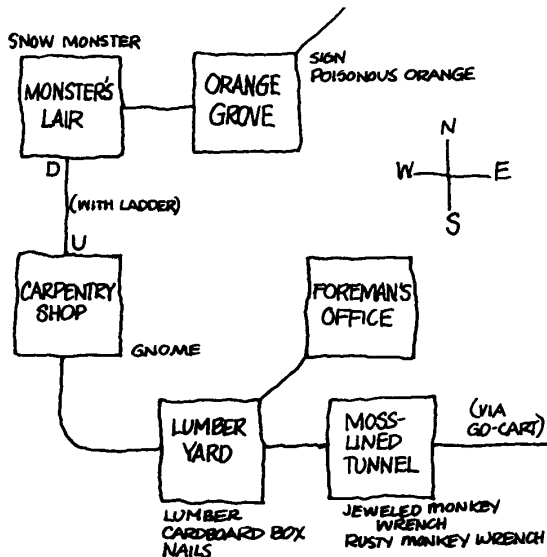 SNOW MONSTER
MONSTER'S
LAIR
ORANGE
GROVE
SIGN
POISONOUS ORANGE
N
W
E
S
D
(WITH LADDER)
U
CARPENTRY
SHOP
GNOME
FOREMAN'S
OFFICE
LUMBER
YARD
MOSS-
LINED
TUNNEL
(VIA
GO-CART)
LUMBER
CARDBOARD BOX
NAILS
JEWELED MONKEY
WRENCH
RUSTY MONKEY WRENCH